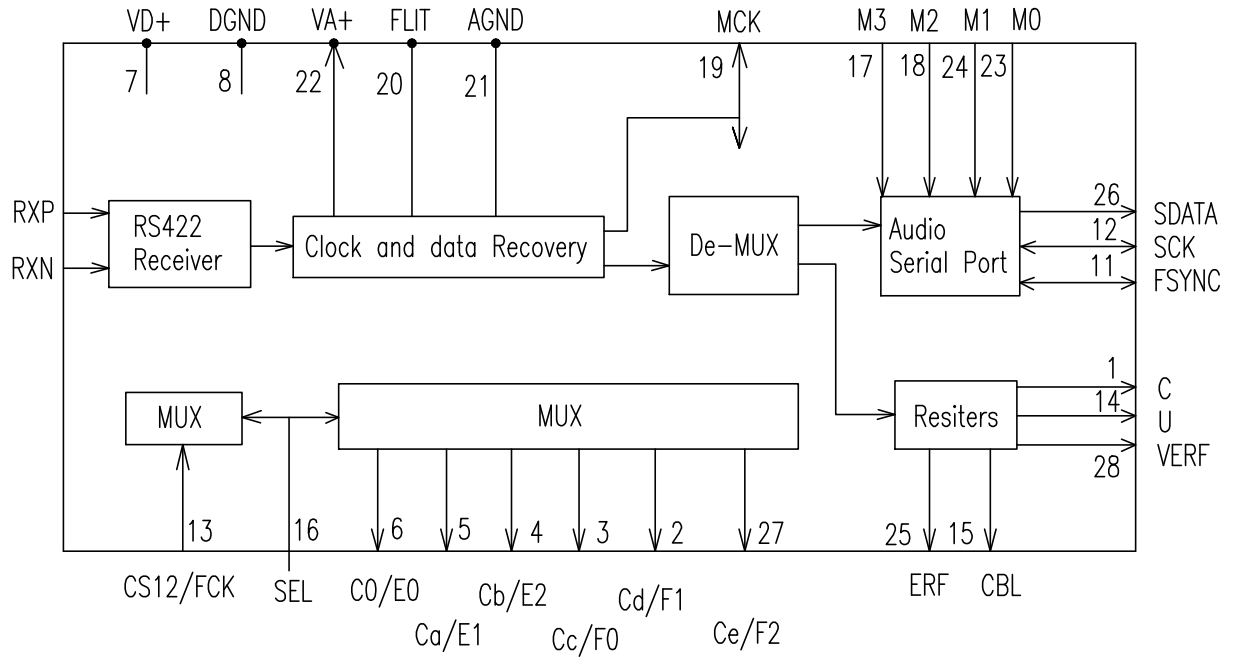 VD+ DGND VA+ FLIT AGND MCK M3 M2 M1 M0
7 8 22 20 21 19 17 18 24 23
RXP
RXN
RS422
Receiver
Clock and data Recovery
De-MUX
Audio
Serial Port
26 SDATA
12 SCK
11 FSYNC
MUX
MUX
Resiters
1 C
14 U
28 VERF
13 16 6 5 4 3 2 27 25 15
CS12/FCK SEL C0/E0 Cb/E2 Cd/F1 ERF CBL
Ca/E1 Cc/F0 Ce/F2